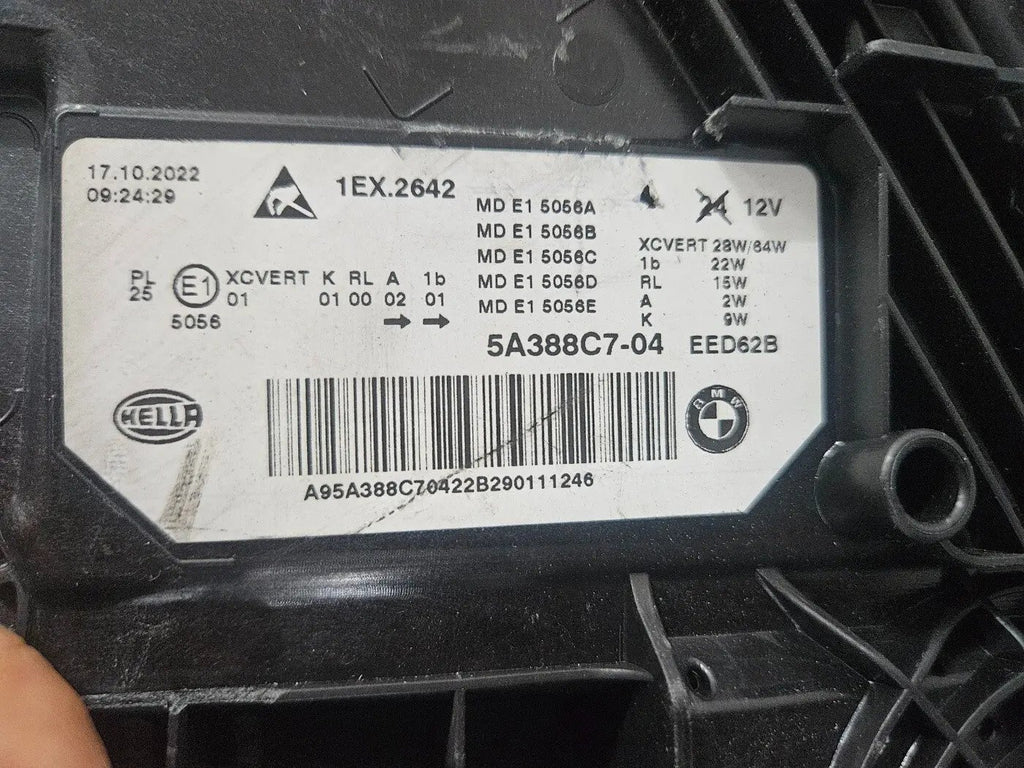 17.10.2022
09:24:29
1EX.2642
MD E1 5056A
MD E1 5056B
MD E1 5056C
MD E1 5056D
MD E1 5056E
24 12V
XCVERT 28W/64W
1b 22W
RL 15W
A 2W
K 9W
PL
25
E1
5056
XCVERT K RL A 1b
01 01 00 02 01
5A388C7-04 EED62B
HELLA
BMW
A95A388C70422B290111246